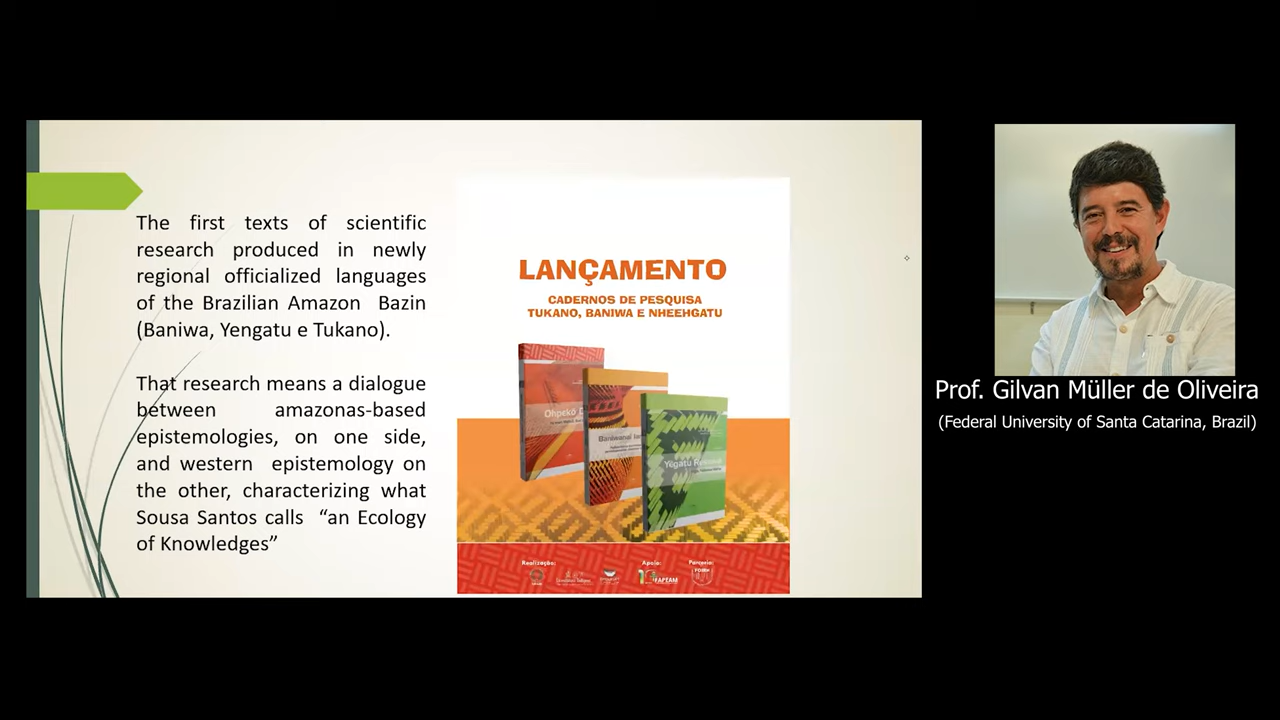 The first texts of scientific
research produced in newly
regional officialized languages
of the Brazilian Amazon Bazin
(Baniwa, Yengatu e Tukano).
That research means a dialogue
between amazonas-based
epistemologies, on one side,
and western epistemology on
the other, characterizing what
Sousa Santos calls “an Ecology
of Knowledges”
LANÇAMENTO
CADERNOS DE PESQUISA
TUKANO, BANIWA E NHEEHGATU
Baniwanai
Yẽgatu
Realização:
Apoio:
FAPEAM
Parceria:
Prof. Gilvan Müller de Oliveira
(Federal University of Santa Catarina, Brazil)